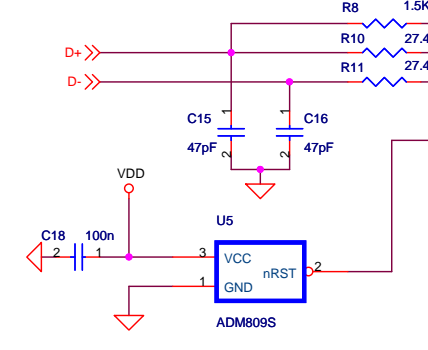 R8 1.5K
R10 27.4
D+
R11 27.4
D-
1 1
C15 C16
47pF 47pF
2 2
VDD
U5
C18 100n
2 1 3 VCC
nRST 2
1 GND
ADM809S